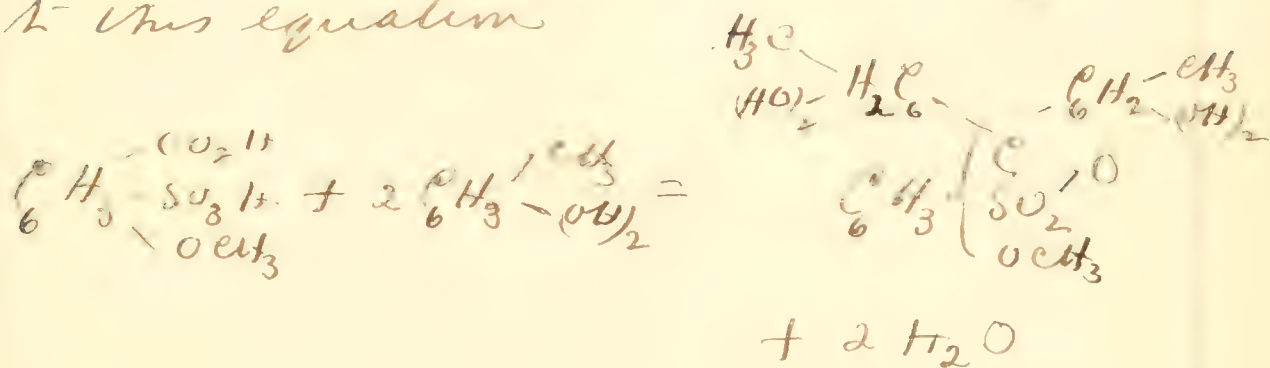 this equation
H3C
(HO)2 H2C6 C6H2 CH3
(OH)2
CO2H CH3 C O
C6H3 SO3H + 2 C6H3 (OH)2 = C6H3 SO2
OCH3 OCH3
+ 2 H2O